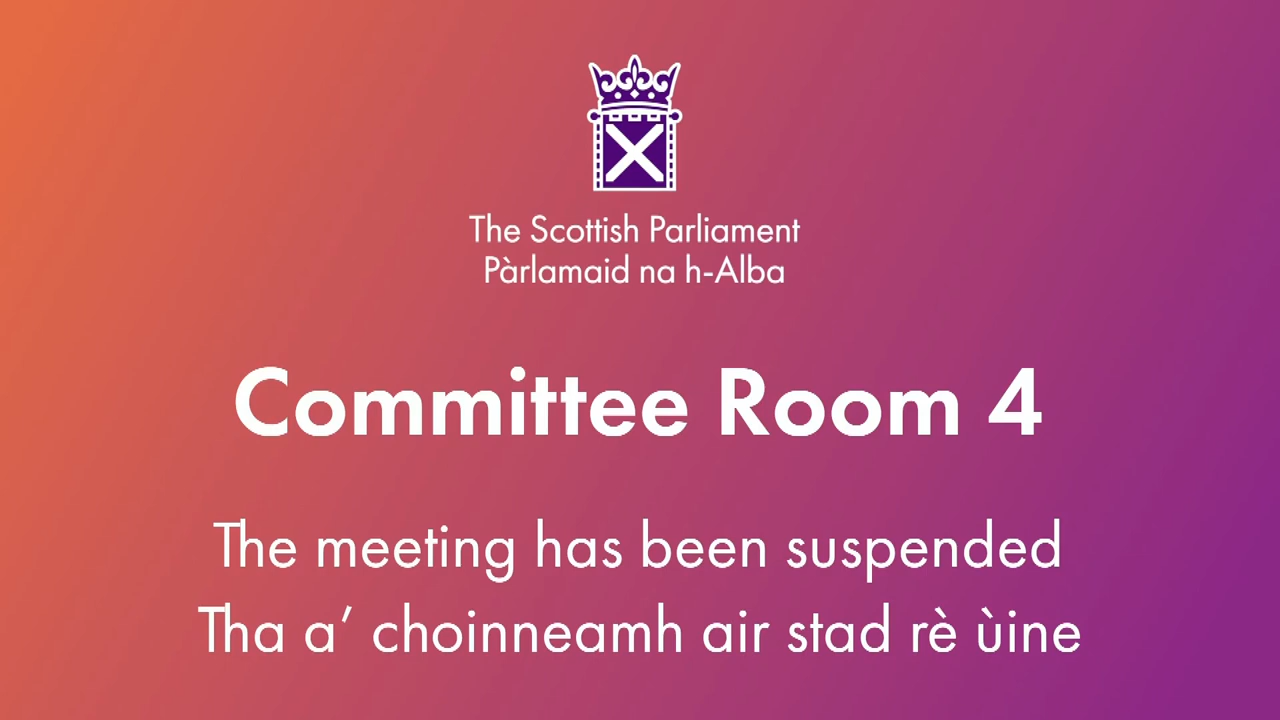 The Scottish Parliament
Pàrlamaid na h-Alba
Committee Room 4
The meeting has been suspended
Tha a’ choinneamh air stad rè ùine